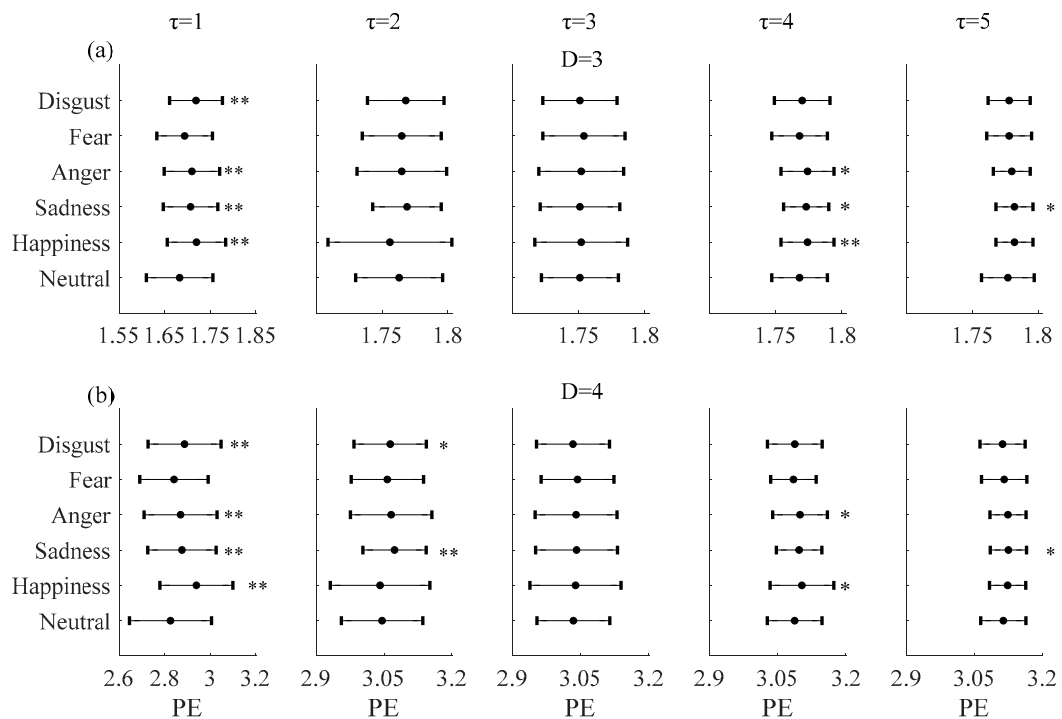 τ=1 τ=2 τ=3 τ=4 τ=5
(a) D=3
Disgust **
Fear
Anger ** *
Sadness ** * *
Happiness ** **
Neutral
1.55 1.65 1.75 1.85 1.75 1.8 1.75 1.8 1.75 1.8 1.75 1.8
(b) D=4
Disgust ** *
Fear
Anger ** *
Sadness ** ** *
Happiness ** *
Neutral
2.6 2.8 3 3.2 2.9 3.05 3.2 2.9 3.05 3.2 2.9 3.05 3.2 2.9 3.05 3.2
PE PE PE PE PE